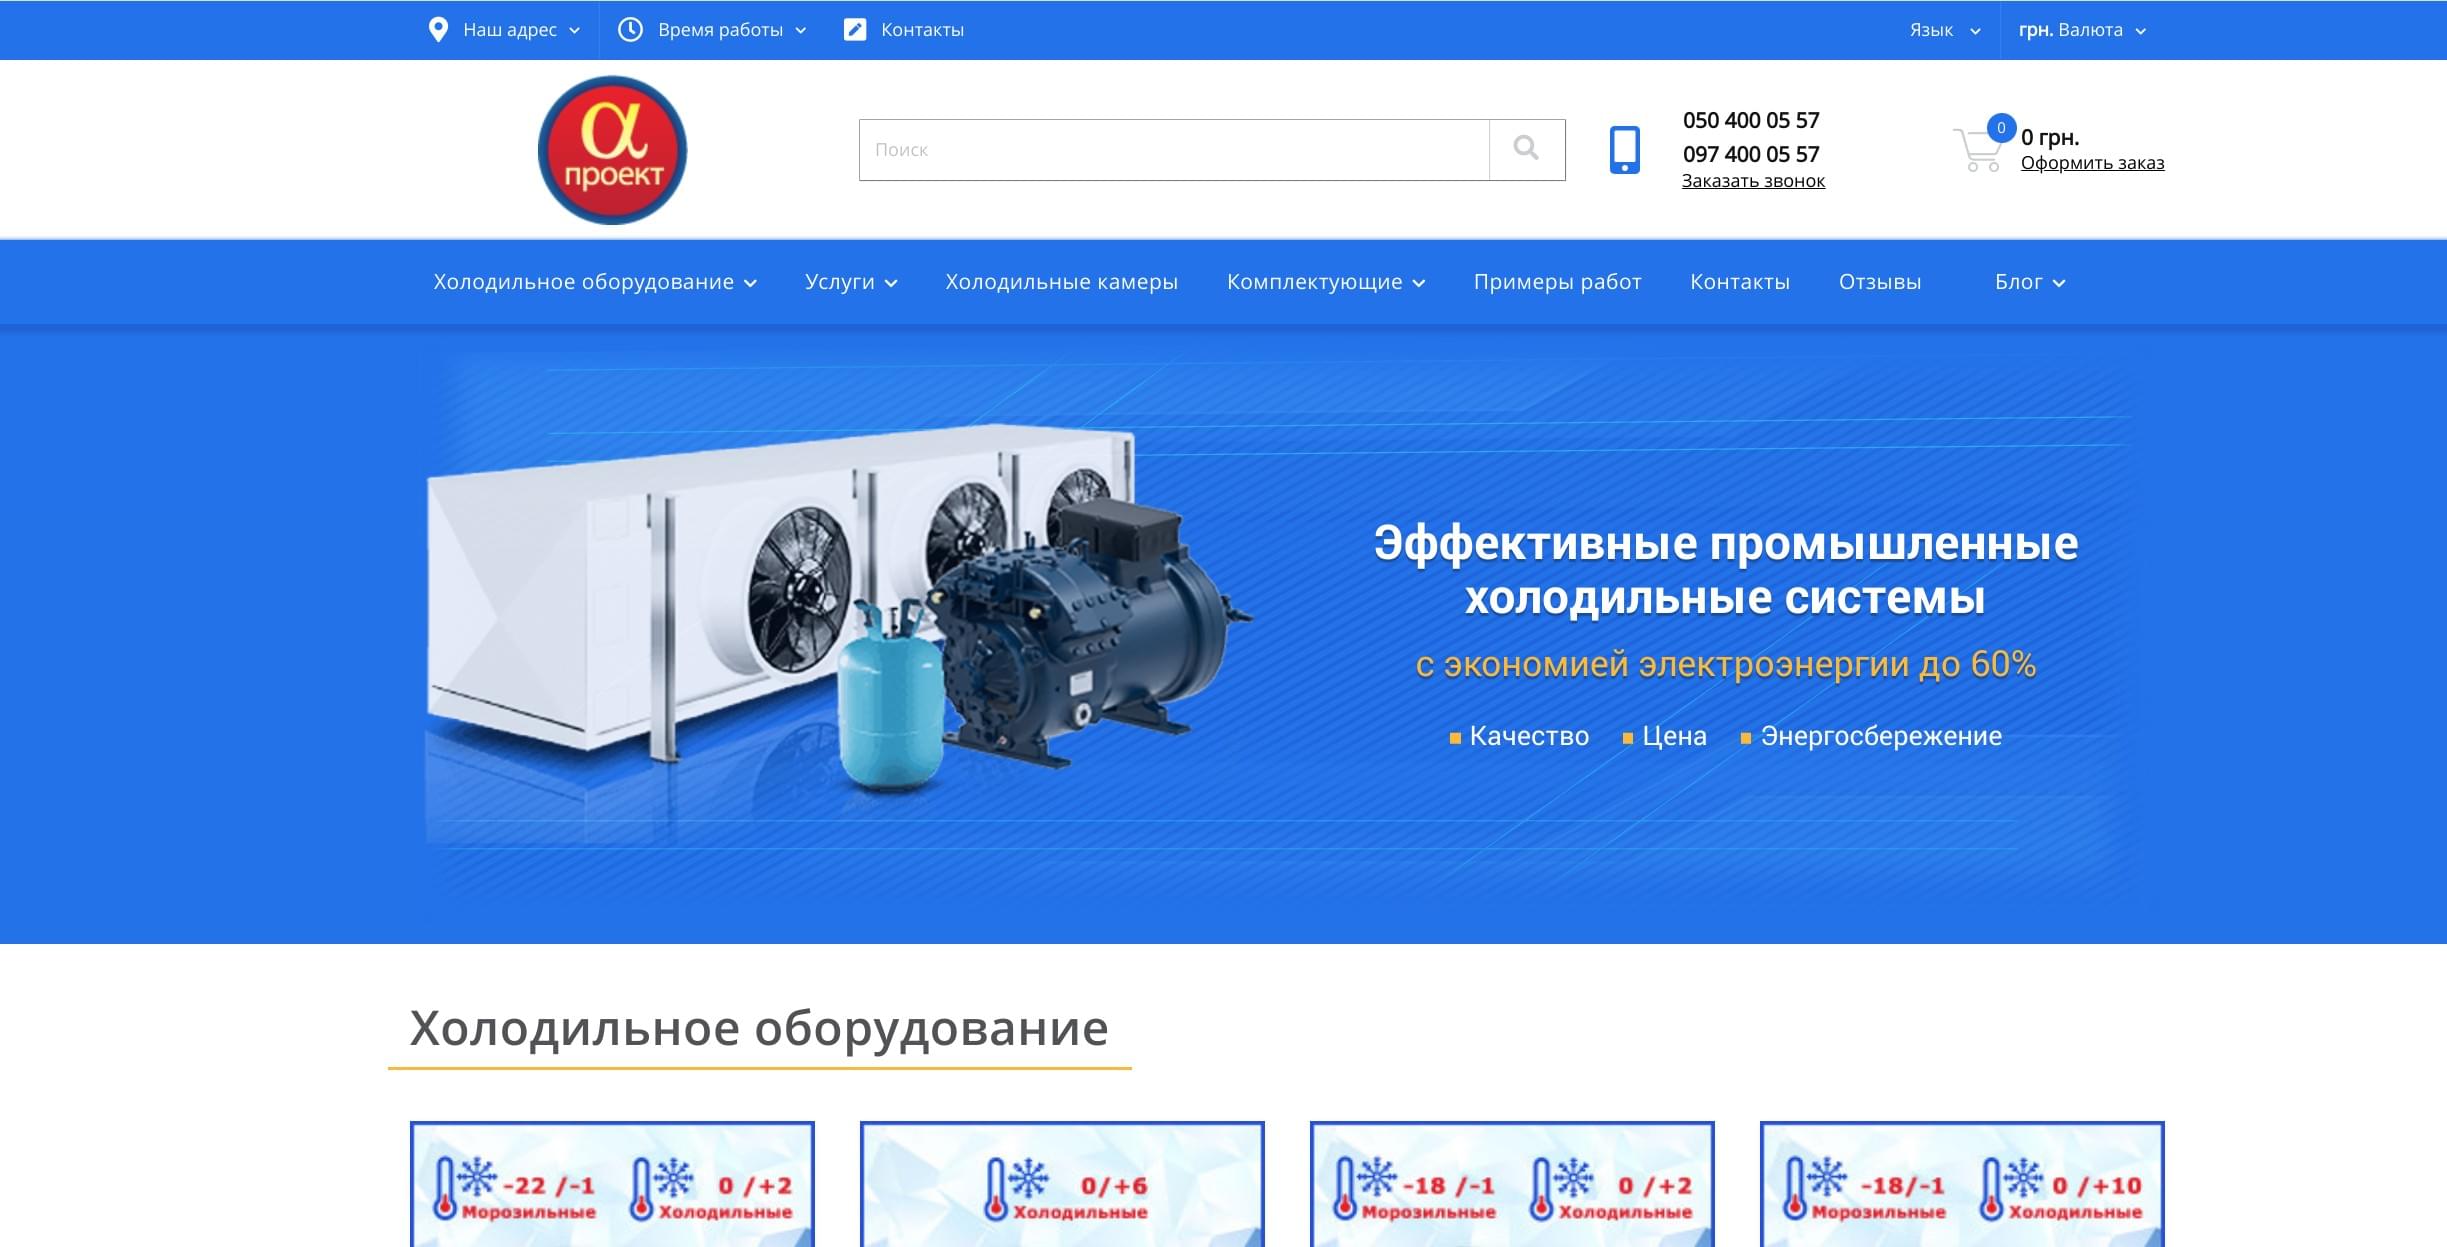 Наш адрес
Время работы
Контакты
Язык
грн. Валюта
α
проект
Поиск
050 400 05 57
097 400 05 57
Заказать звонок
0
0 грн.
Оформить заказ
Холодильное оборудование
Услуги
Холодильные камеры
Комплектующие
Примеры работ
Контакты
Отзывы
Блог
Эффективные промышленные
холодильные системы
с экономией электроэнергии до 60%
Качество
Цена
Энергосбережение
Холодильное оборудование
-22 /-1
Морозильные
0 /+2
Холодильные
0/+6
Холодильные
-18 /-1
Морозильные
0 /+2
Холодильные
-18/-1
Морозильные
0 /+10
Холодильные